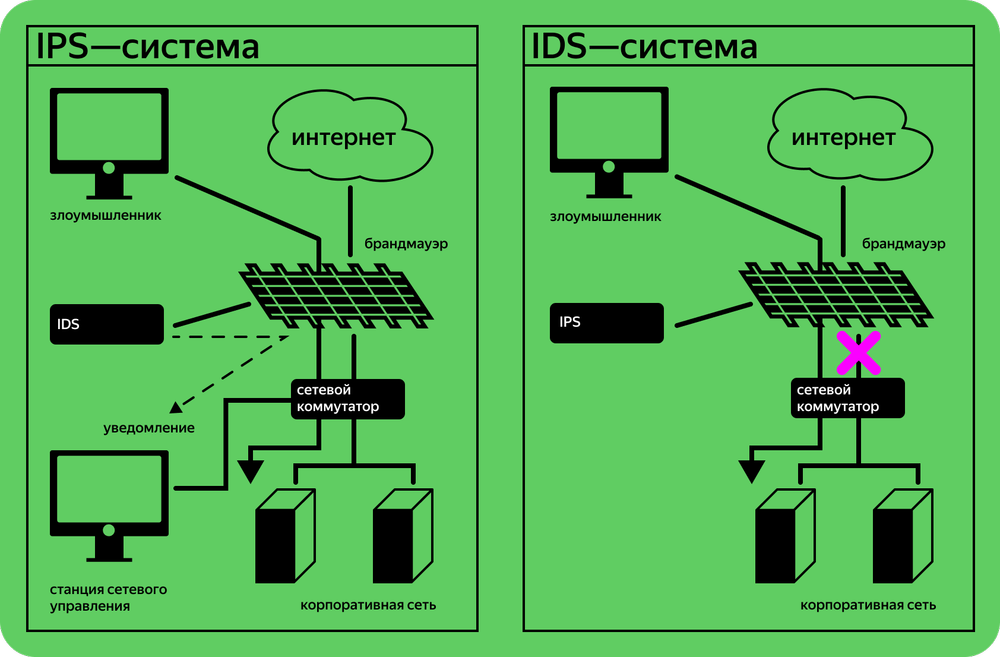 IPS—система
злоумышленник
интернет
брандмауэр
IDS
сетевой
коммутатор
уведомление
станция сетевого
управления
корпоративная сеть
IDS—система
злоумышленник
интернет
брандмауэр
IPS
сетевой
коммутатор
корпоративная сеть